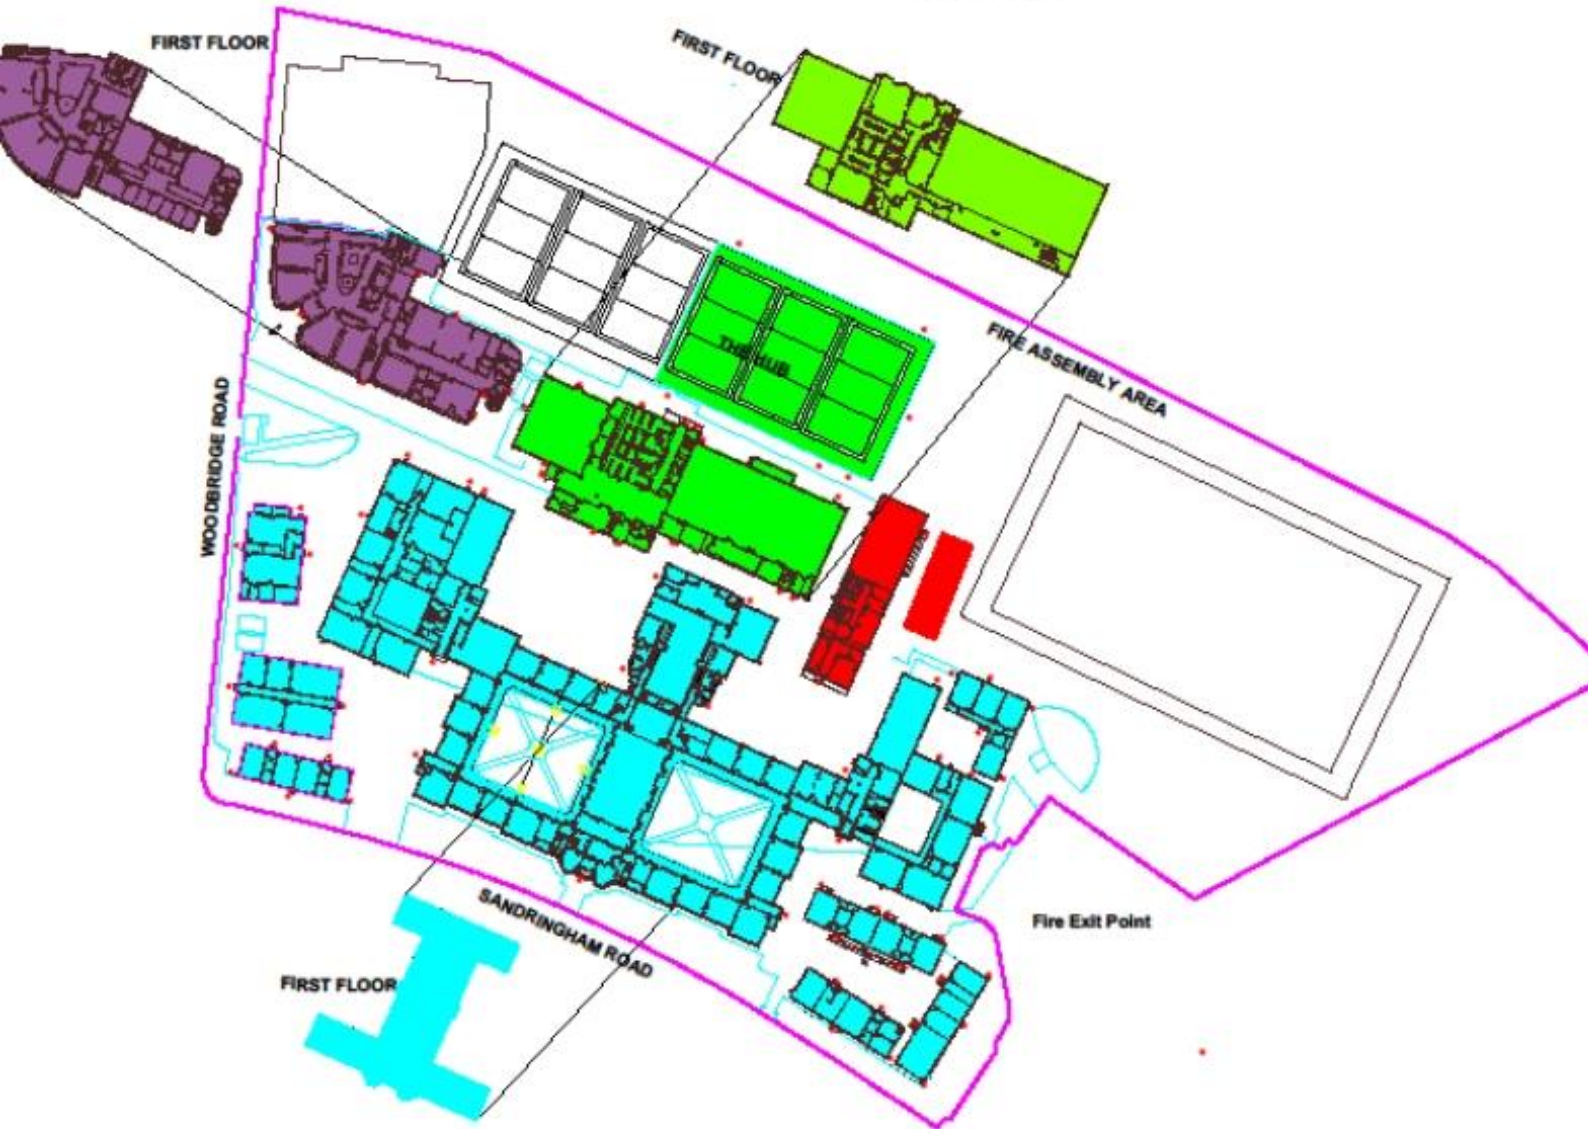 FIRST FLOOR
FIRST FLOOR
THE HUB
FIRE ASSEMBLY AREA
WOODBRIDGE ROAD
SANDRINGHAM ROAD
Fire Exit Point
FIRST FLOOR